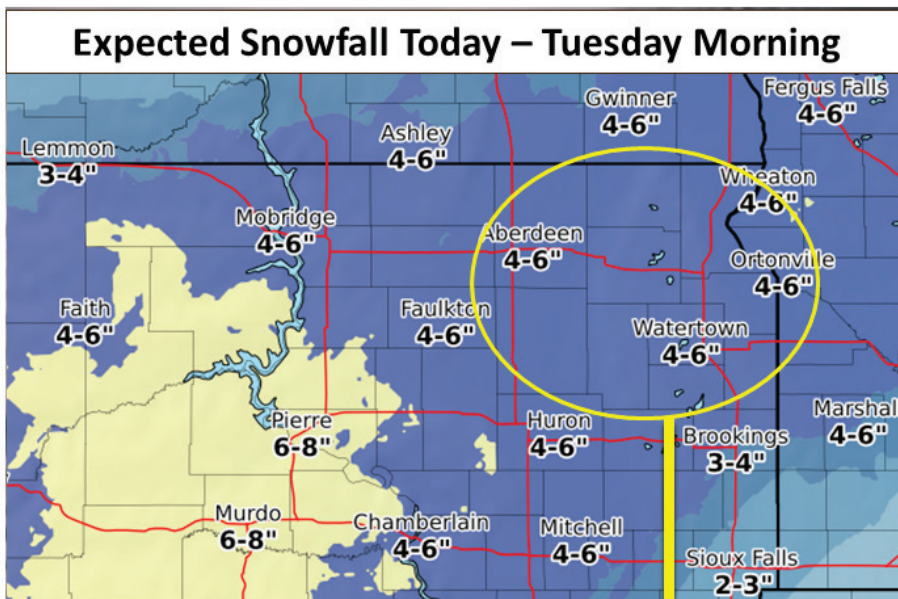 Expected Snowfall Today – Tuesday Morning
Fergus Falls
4-6"
Gwinner
4-6"
Ashley
4-6"
Lemmon
3-4"
Wheaton
4-6"
Mobridge
4-6"
Aberdeen
4-6"
Ortonville
4-6"
Faith
4-6"
Faulkton
4-6"
Watertown
4-6"
Pierre
6-8"
Huron
4-6"
Marshall
4-6"
Brookings
3-4"
Murdo
6-8"
Chamberlain
4-6"
Mitchell
4-6"
Sioux Falls
2-3"